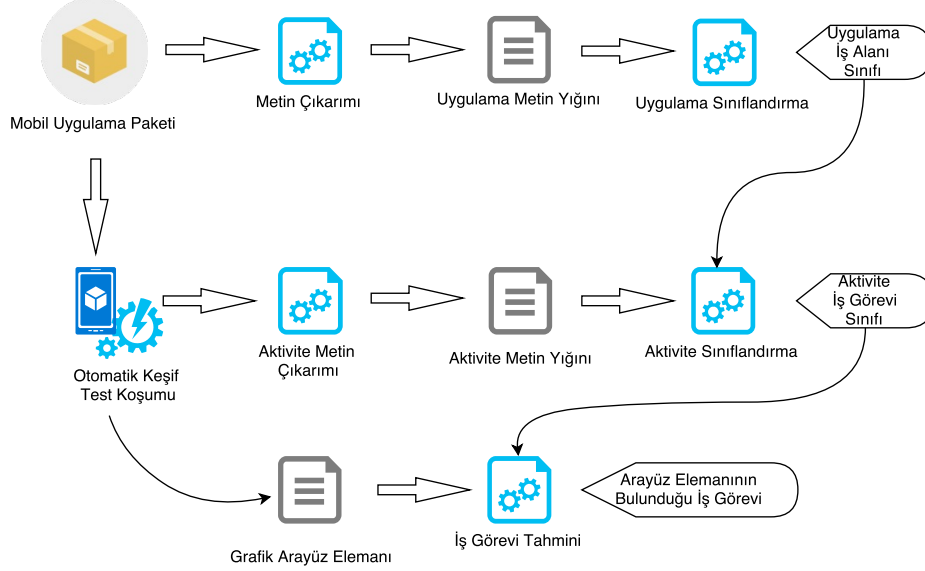 Mobil Uygulama Paketi
Metin Çıkarımı
Uygulama Metin Yığını
Uygulama Sınıflandırma
Uygulama
İş Alanı
Sınıfı
Otomatik Keşif
Test Koşumu
Aktivite Metin
Çıkarımı
Aktivite Metin Yığını
Aktivite Sınıflandırma
Aktivite
İş Görevi
Sınıfı
Grafik Arayüz Elemanı
İş Görevi Tahmini
Arayüz Elemanının
Bulunduğu İş Görevi